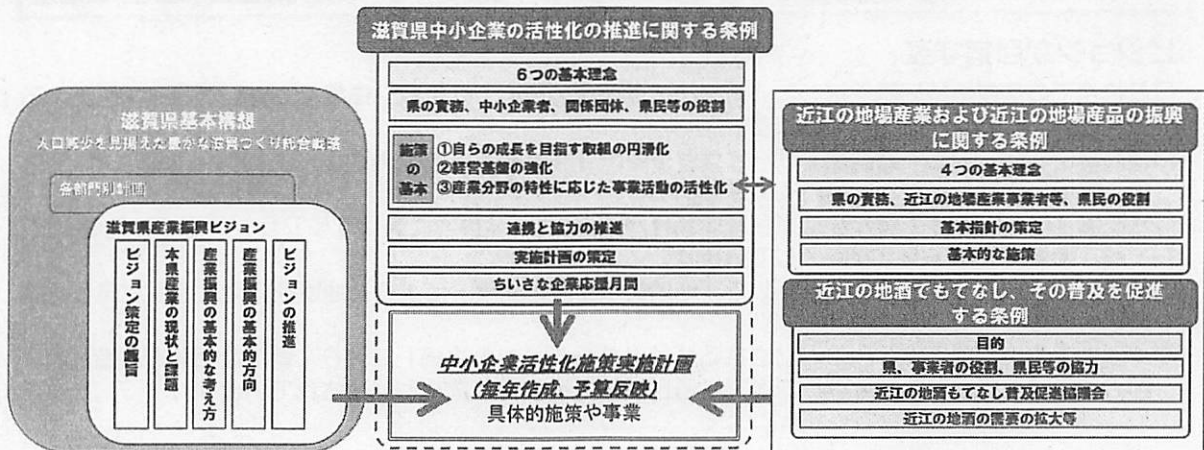 滋賀県中小企業の活性化の推進に関する条例
6つの基本理念
県の責務、中小企業者、関係団体、県民等の役割
施策の基本
①自らの成長を目指す取組の円滑化
②経営基盤の強化
③産業分野の特性に応じた事業活動の活性化
連携と協力の推進
実施計画の策定
ちいさな企業応援月間
中小企業活性化施策実施計画
(毎年作成、予算反映)
具体的施策や事業
滋賀県基本構想
人口減少を見据えた豊かな滋賀づくり総合戦略
各部門別計画
滋賀県産業振興ビジョン
ビジョン策定の趣旨
本県産業の現状と課題
産業振興の基本的な考え方
産業振興の基本的方向
ビジョンの推進
近江の地場産業および近江の地場産品の振興
に関する条例
4つの基本理念
県の責務、近江の地場産業事業者等、県民の役割
基本指針の策定
基本的な施策
近江の地酒でもてなし、その普及を促進
する条例
目的
県、事業者の役割、県民等の協力
近江の地酒もてなし普及促進協議会
近江の地酒の需要の拡大等